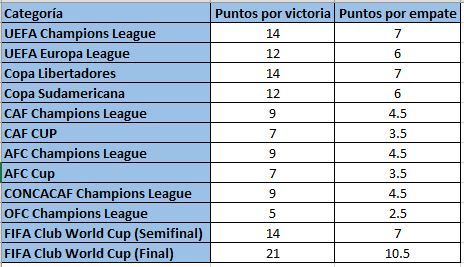 Categoría Puntos por victoria Puntos por empate
UEFA Champions League 14 7
UEFA Europa League 12 6
Copa Libertadores 14 7
Copa Sudamericana 12 6
CAF Champions League 9 4.5
CAF CUP 7 3.5
AFC Champions League 9 4.5
AFC Cup 7 3.5
CONCACAF Champions League 9 4.5
OFC Champions League 5 2.5
FIFA Club World Cup (Semifinal) 14 7
FIFA Club World Cup (Final) 21 10.5